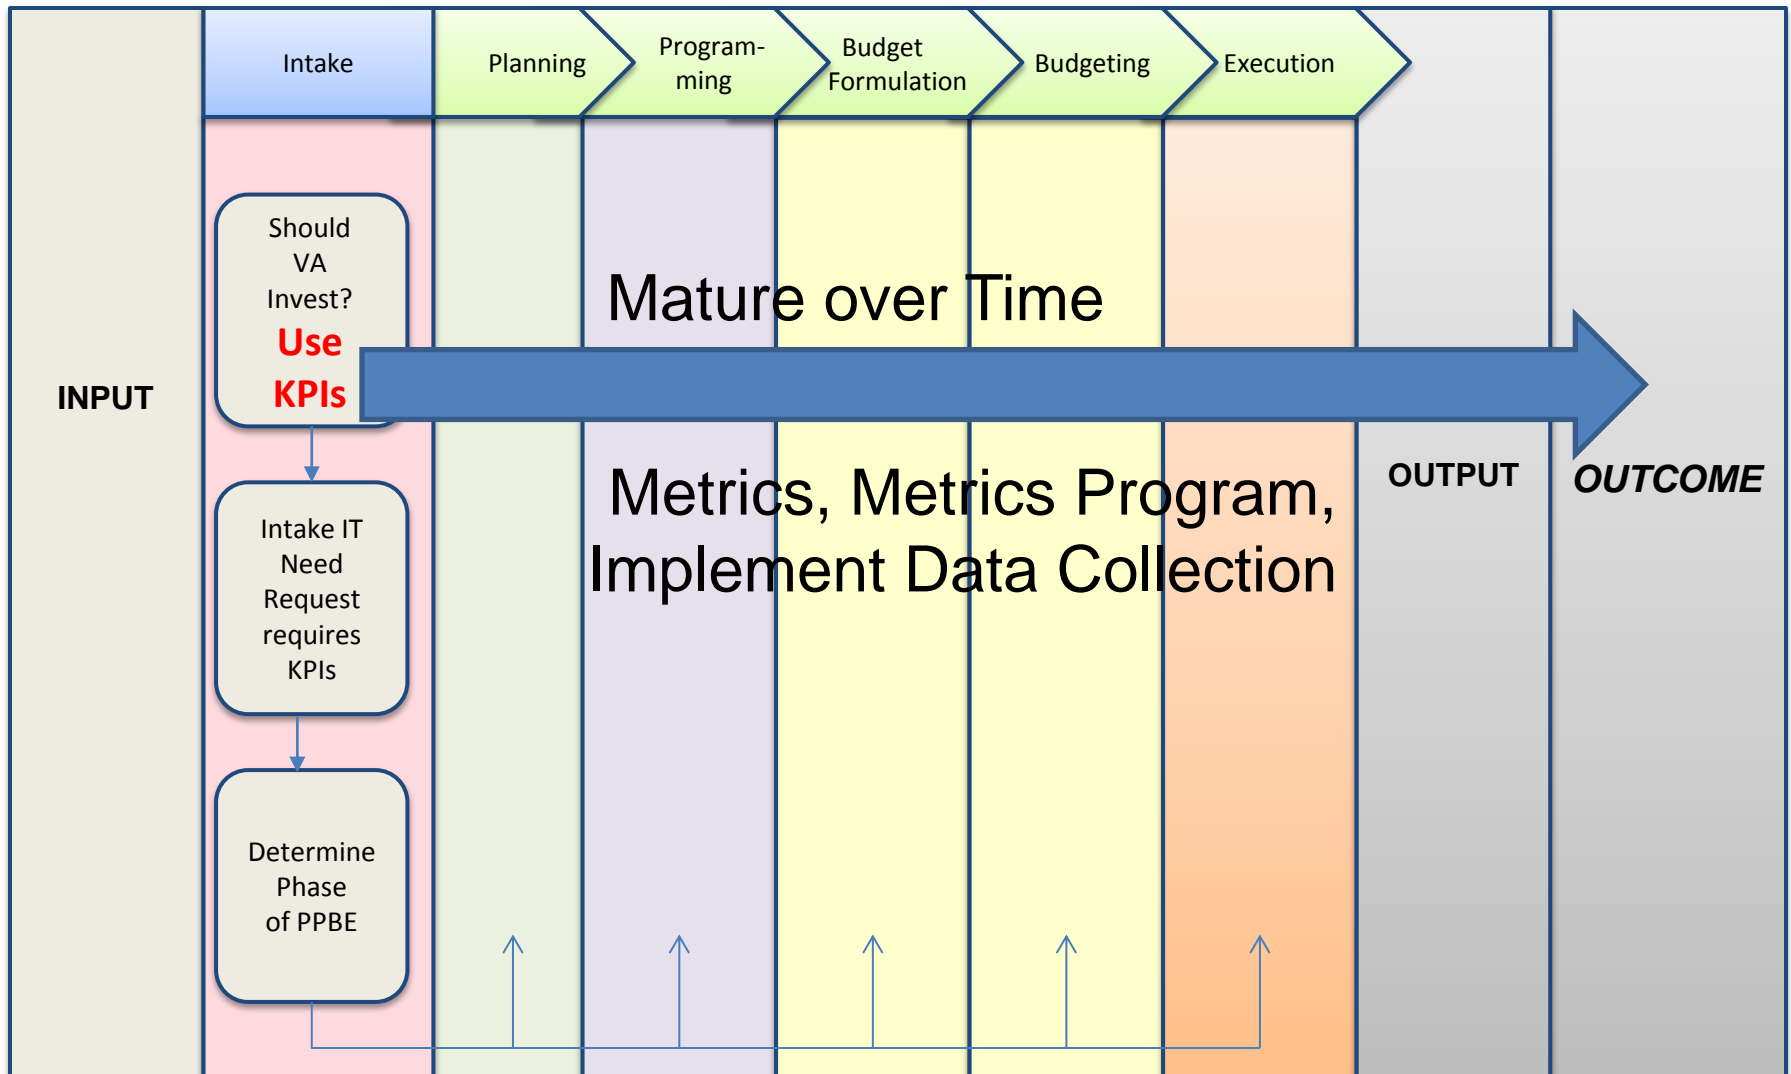 Intake
Planning
Program-
ming
Budget
Formulation
Budgeting
Execution
INPUT
Should
VA
Invest?
Use
KPIs
Intake IT
Need
Request
requires
KPIs
Determine
Phase
of PPBE
Mature over Time
Metrics, Metrics Program,
Implement Data Collection
OUTPUT
OUTCOME